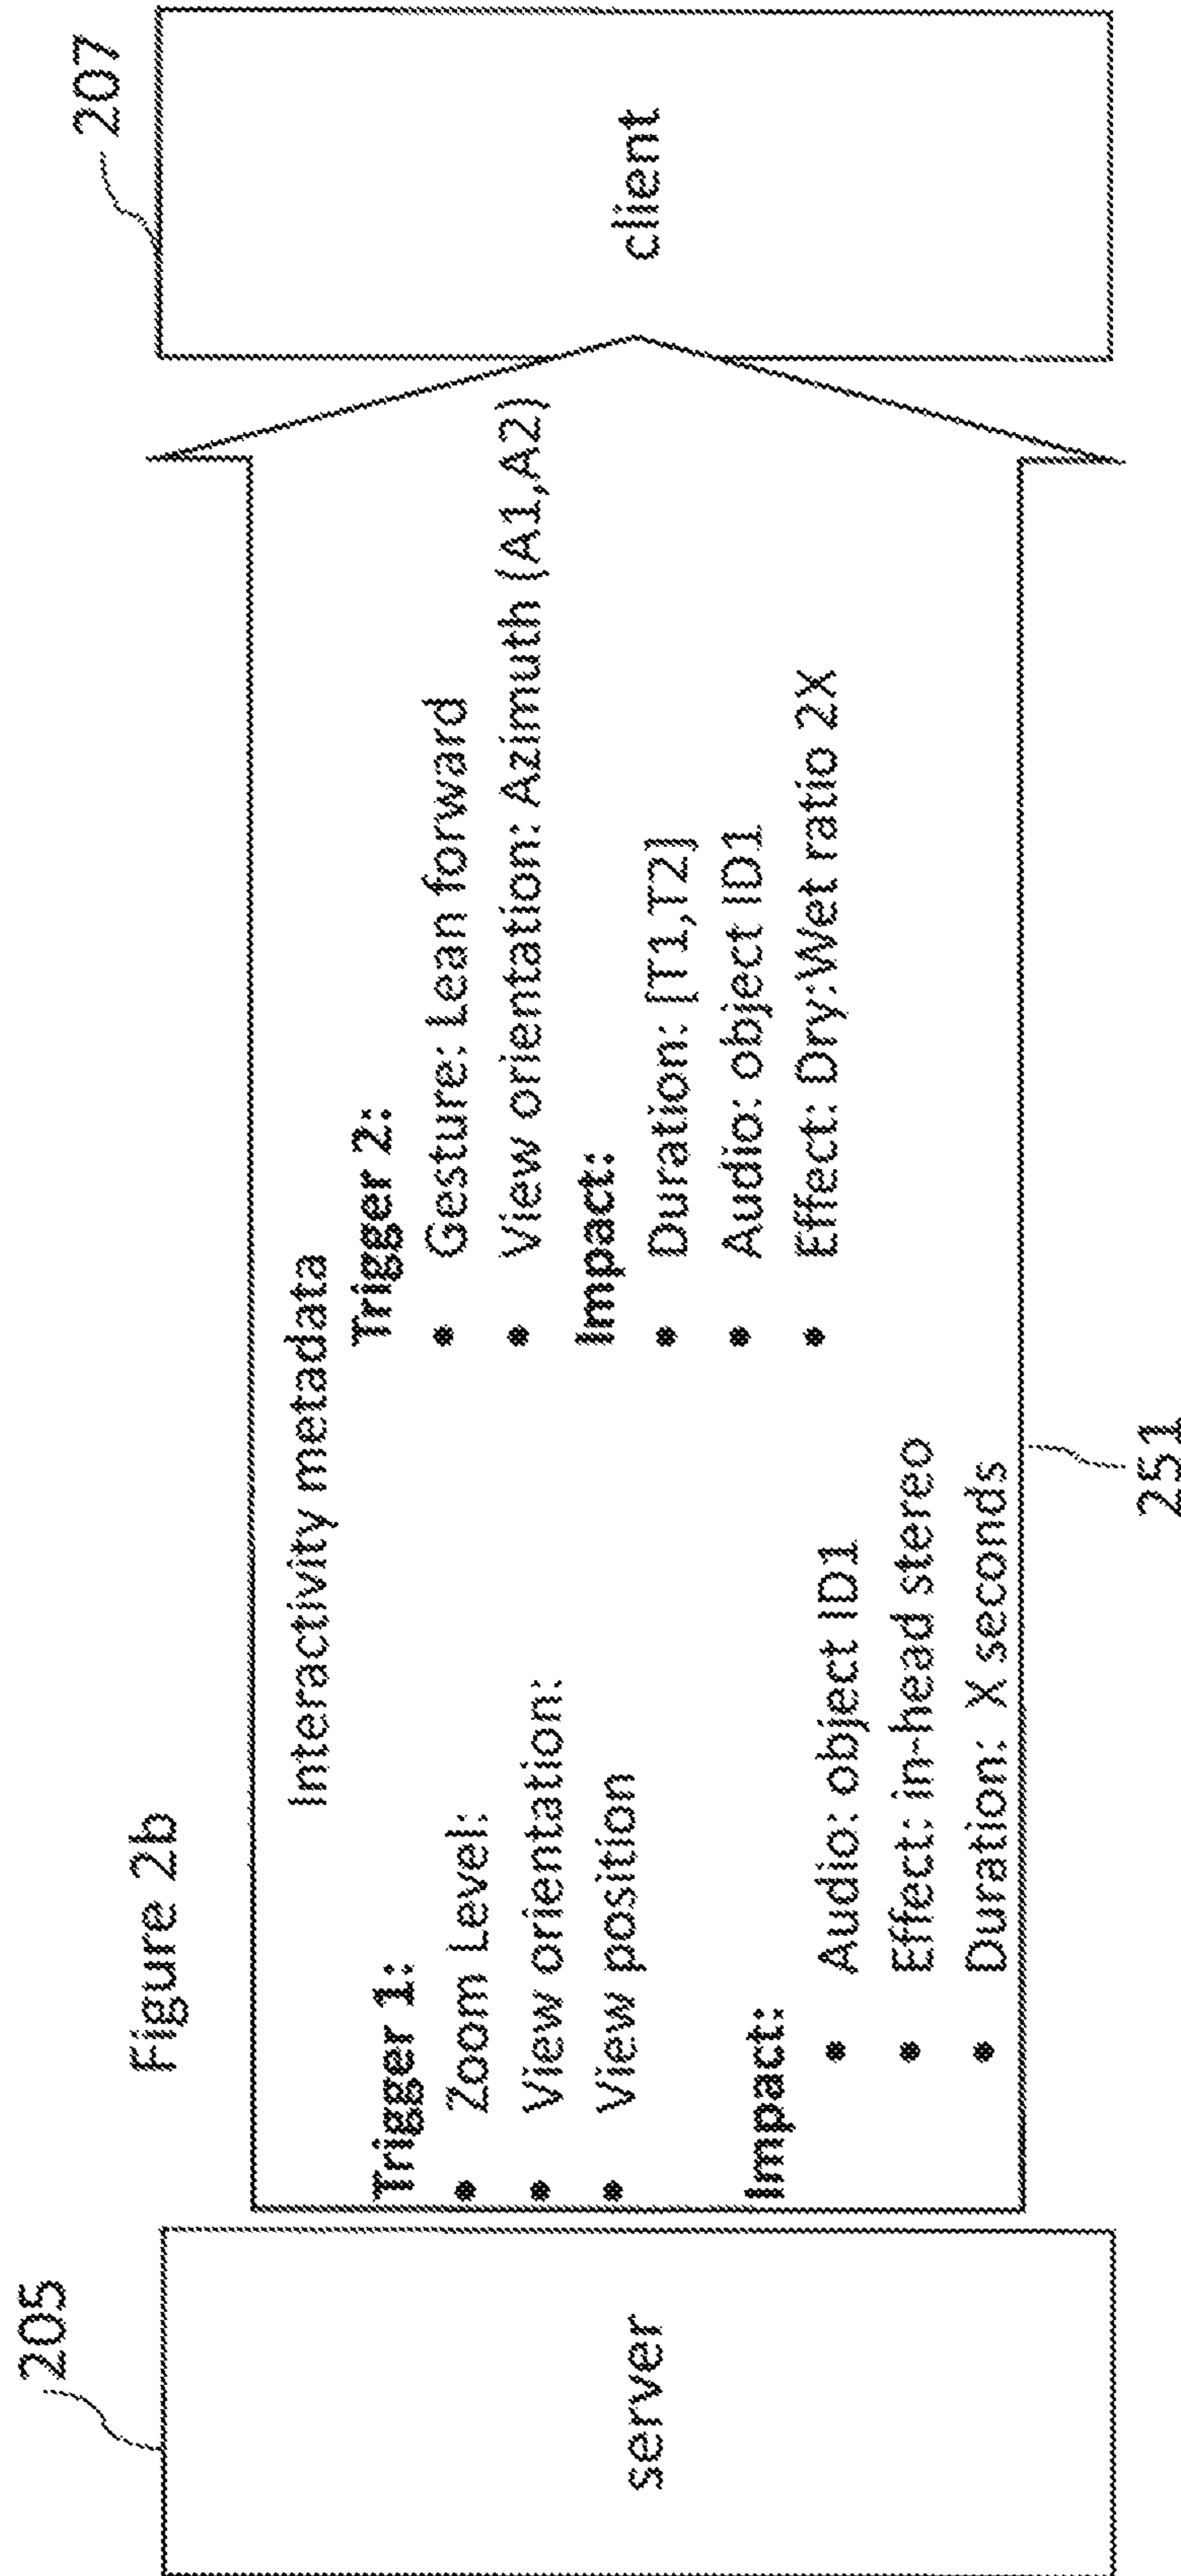 Figure 2b
205
207
server
Interactivity metadata
Trigger 1:
• Zoom Level:
• View orientation:
• View position
Impact:
• Audio: object ID1
• Effect: in-head stereo
• Duration: X seconds
Trigger 2:
• Gesture: Lean forward
• View orientation: Azimuth (A1,A2)
Impact:
• Duration: [T1,T2]
• Audio: object ID1
• Effect: Dry:Wet ratio 2X
client
251